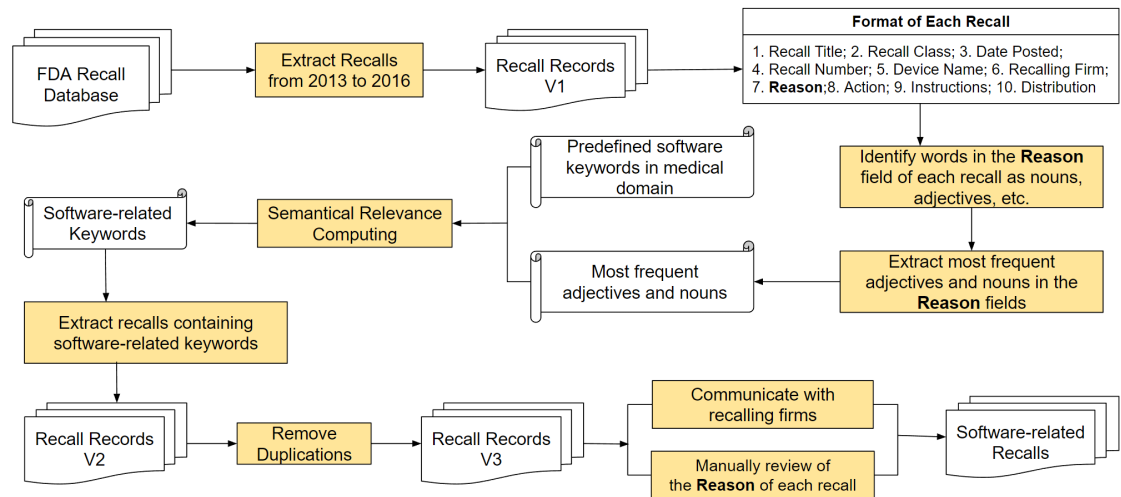 FDA Recall
Database
Extract Recalls
from 2013 to 2016
Recall Records
V1
Format of Each Recall
1. Recall Title; 2. Recall Class; 3. Date Posted;
4. Recall Number; 5. Device Name; 6. Recalling Firm;
7. Reason;8. Action; 9. Instructions; 10. Distribution
Identify words in the Reason
field of each recall as nouns,
adjectives, etc.
Extract most frequent
adjectives and nouns in the
Reason fields
Predefined software
keywords in medical
domain
Most frequent
adjectives and nouns
Semantical Relevance
Computing
Software-related
Keywords
Extract recalls containing
software-related keywords
Recall Records
V2
Remove
Duplications
Recall Records
V3
Communicate with
recalling firms
Manually review of
the Reason of each recall
Software-related
Recalls